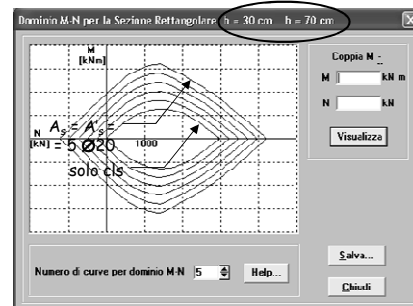 Dominio M-N per la Sezione Rettangolare b = 30 cm h = 70 cm
M
[kNm]
N
[kN]
1000
As = A's =
= 5 Ø20
solo cls
Coppia N -
M kN m
N kN
Visualizza
Numero di curve per dominio M-N 5
Help...
Salva...
Chiudi